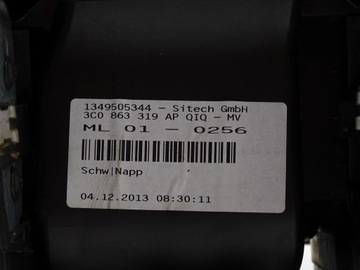 1349505344 - Sitech GmbH
3C0 863 319 AP QIQ - MV
ML 01 - 0256
Schw|Napp
04.12.2013 08:30:11